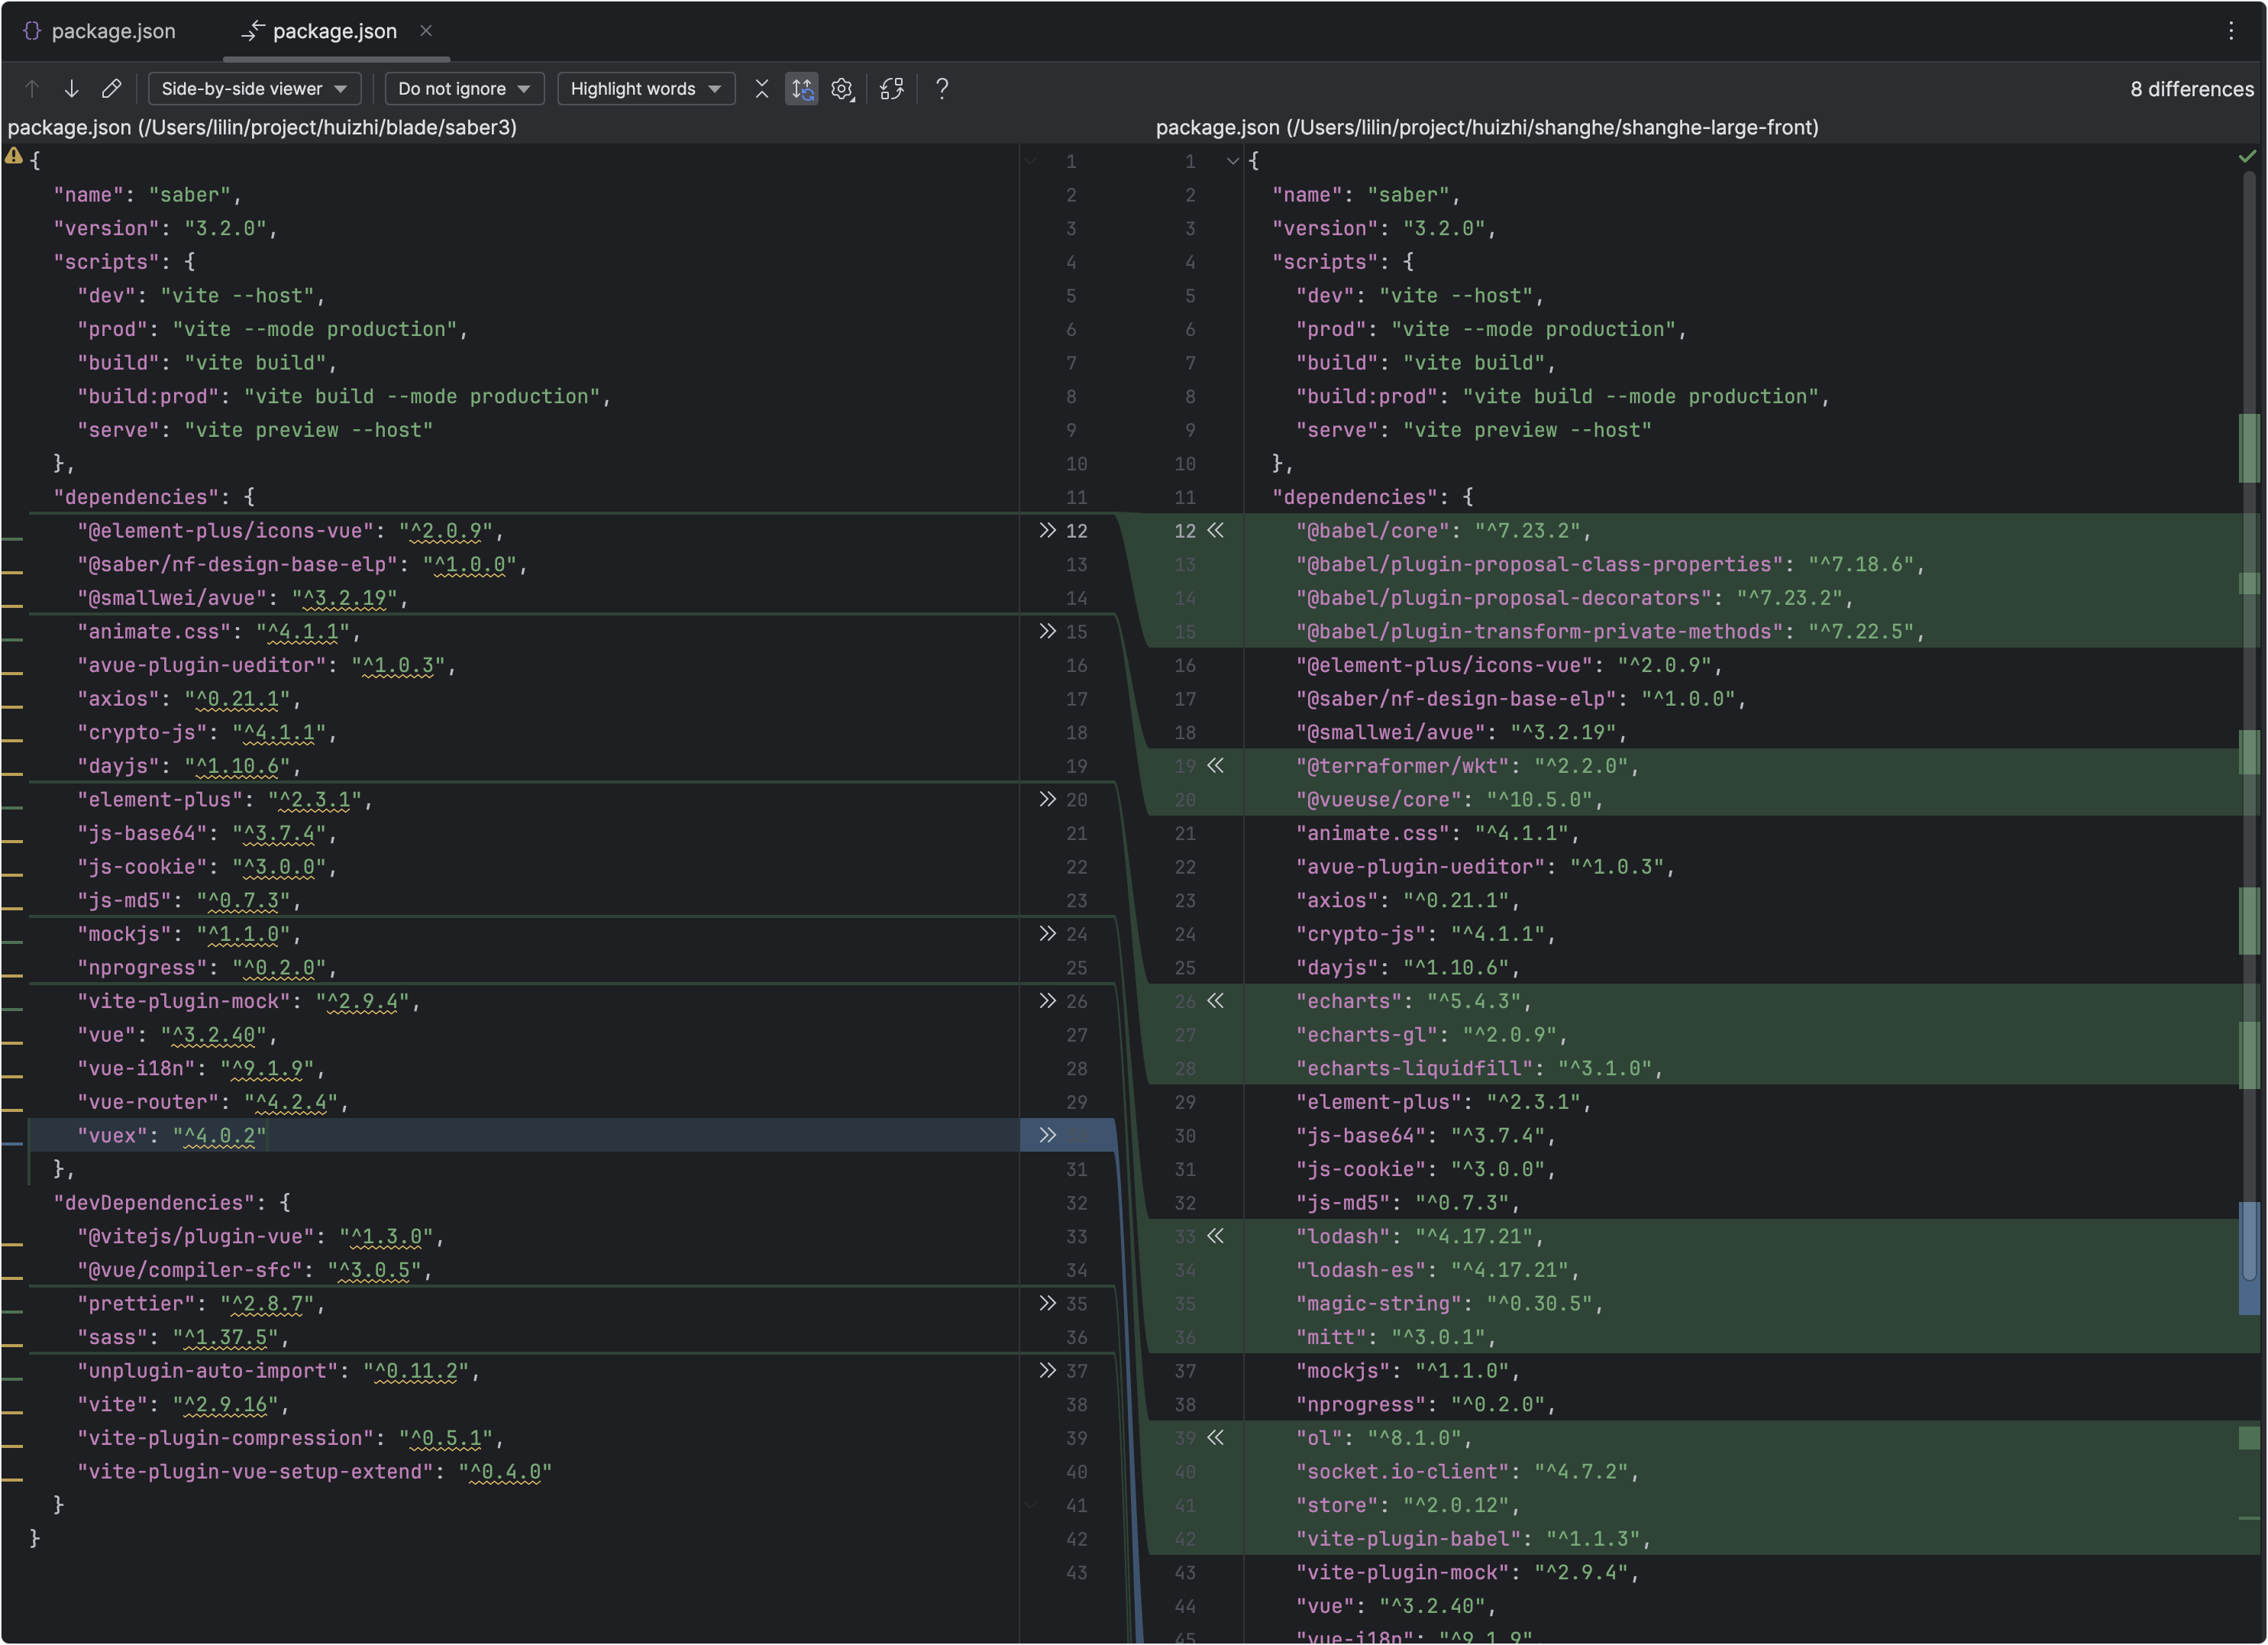 package.json
package.json
Side-by-side viewer
Do not ignore
Highlight words
?
8 differences
package.json (/Users/lilin/project/huizhi/blade/saber3)
package.json (/Users/lilin/project/huizhi/shanghe/shanghe-large-front)
{
"name": "saber",
"version": "3.2.0",
"scripts": {
"dev": "vite --host",
"prod": "vite --mode production",
"build": "vite build",
"build:prod": "vite build --mode production",
"serve": "vite preview --host"
},
"dependencies": {
"@element-plus/icons-vue": "^2.0.9",
"@saber/nf-design-base-elp": "^1.0.0",
"@smallwei/avue": "^3.2.19",
"animate.css": "^4.1.1",
"avue-plugin-ueditor": "^1.0.3",
"axios": "^0.21.1",
"crypto-js": "^4.1.1",
"dayjs": "^1.10.6",
"element-plus": "^2.3.1",
"js-base64": "^3.7.4",
"js-cookie": "^3.0.0",
"js-md5": "^0.7.3",
"mockjs": "^1.1.0",
"nprogress": "^0.2.0",
"vite-plugin-mock": "^2.9.4",
"vue": "^3.2.40",
"vue-i18n": "^9.1.9",
"vue-router": "^4.2.4",
"vuex": "^4.0.2"
},
"devDependencies": {
"@vitejs/plugin-vue": "^1.3.0",
"@vue/compiler-sfc": "^3.0.5",
"prettier": "^2.8.7",
"sass": "^1.37.5",
"unplugin-auto-import": "^0.11.2",
"vite": "^2.9.16",
"vite-plugin-compression": "^0.5.1",
"vite-plugin-vue-setup-extend": "^0.4.0"
}
}
1
2
3
4
5
6
7
8
9
10
11
12
13
14
15
16
17
18
19
20
21
22
23
24
25
26
27
28
29
31
32
33
34
35
36
37
38
39
40
41
42
43
1 {
2 "name": "saber",
3 "version": "3.2.0",
4 "scripts": {
5 "dev": "vite --host",
6 "prod": "vite --mode production",
7 "build": "vite build",
8 "build:prod": "vite build --mode production",
9 "serve": "vite preview --host"
10 },
11 "dependencies": {
12 "@babel/core": "^7.23.2",
13 "@babel/plugin-proposal-class-properties": "^7.18.6",
14 "@babel/plugin-proposal-decorators": "^7.23.2",
15 "@babel/plugin-transform-private-methods": "^7.22.5",
16 "@element-plus/icons-vue": "^2.0.9",
17 "@saber/nf-design-base-elp": "^1.0.0",
18 "@smallwei/avue": "^3.2.19",
19 "@terraformer/wkt": "^2.2.0",
20 "@vueuse/core": "^10.5.0",
21 "animate.css": "^4.1.1",
22 "avue-plugin-ueditor": "^1.0.3",
23 "axios": "^0.21.1",
24 "crypto-js": "^4.1.1",
25 "dayjs": "^1.10.6",
26 "echarts": "^5.4.3",
27 "echarts-gl": "^2.0.9",
28 "echarts-liquidfill": "^3.1.0",
29 "element-plus": "^2.3.1",
30 "js-base64": "^3.7.4",
31 "js-cookie": "^3.0.0",
32 "js-md5": "^0.7.3",
33 "lodash": "^4.17.21",
34 "lodash-es": "^4.17.21",
35 "magic-string": "^0.30.5",
36 "mitt": "^3.0.1",
37 "mockjs": "^1.1.0",
38 "nprogress": "^0.2.0",
39 "ol": "^8.1.0",
40 "socket.io-client": "^4.7.2",
41 "store": "^2.0.12",
42 "vite-plugin-babel": "^1.1.3",
43 "vite-plugin-mock": "^2.9.4",
44 "vue": "^3.2.40",
45 "vue-i18n": "^9.1.9"